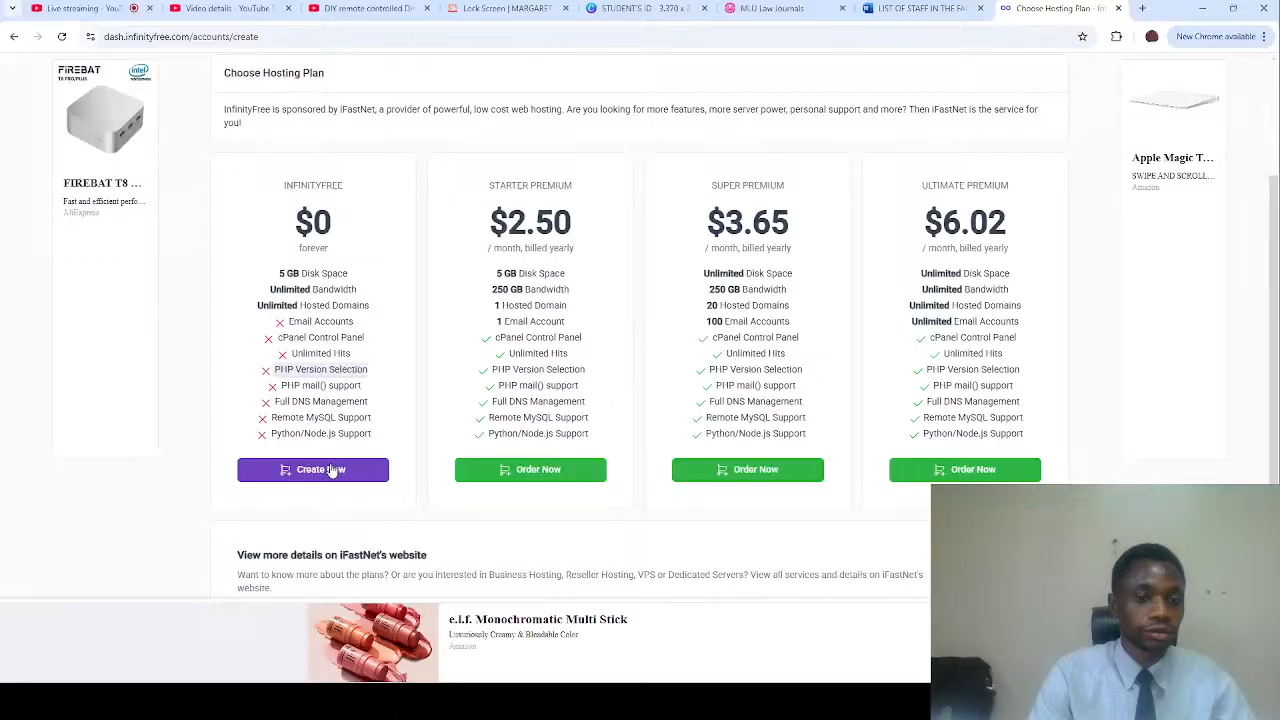 Live streaming - YouT
Video details - YouTube S
DIY remote controlled Do
Lock Screen | MARGARET
STUDENT'S ID - 3.370 x 2.
MLU Law Journals
LIST OF STAFF IN THE FA
Choose Hosting Plan - In
dash.infinityfree.com/accounts/create
New Chrome available
FIREBAT
T8 PRO/PLUS
intel
FIREBAT T8 ...
Fast and efficient perfo...
AliExpress
Choose Hosting Plan
InfinityFree is sponsored by iFastNet, a provider of powerful, low cost web hosting. Are you looking for more features, more server power, personal support and more? Then iFastNet is the service for
you!
INFINITYFREE
$0
forever
5 GB Disk Space
Unlimited Bandwidth
Unlimited Hosted Domains
Email Accounts
cPanel Control Panel
Unlimited Hits
PHP Version Selection
PHP mail() support
Full DNS Management
Remote MySQL Support
Python/Node.js Support
Create Now
STARTER PREMIUM
$2.50
/ month, billed yearly
5 GB Disk Space
250 GB Bandwidth
1 Hosted Domain
1 Email Account
cPanel Control Panel
Unlimited Hits
PHP Version Selection
PHP mail() support
Full DNS Management
Remote MySQL Support
Python/Node.js Support
Order Now
SUPER PREMIUM
$3.65
/ month, billed yearly
Unlimited Disk Space
250 GB Bandwidth
20 Hosted Domains
100 Email Accounts
cPanel Control Panel
Unlimited Hits
PHP Version Selection
PHP mail() support
Full DNS Management
Remote MySQL Support
Python/Node.js Support
Order Now
ULTIMATE PREMIUM
$6.02
/ month, billed yearly
Unlimited Disk Space
Unlimited Bandwidth
Unlimited Hosted Domains
Unlimited Email Accounts
cPanel Control Panel
Unlimited Hits
PHP Version Selection
PHP mail() support
Full DNS Management
Remote MySQL Support
Python/Node.js Support
Order Now
Apple Magic T...
SWIPE AND SCROLL...
Amazon
View more details on iFastNet's website
Want to know more about the plans? Or are you interested in Business Hosting, Reseller Hosting, VPS or Dedicated Servers? View all services and details on iFastNet's
website.
e.l.f. Monochromatic Multi Stick
Luxuriously Creamy & Blendable Color
Amazon